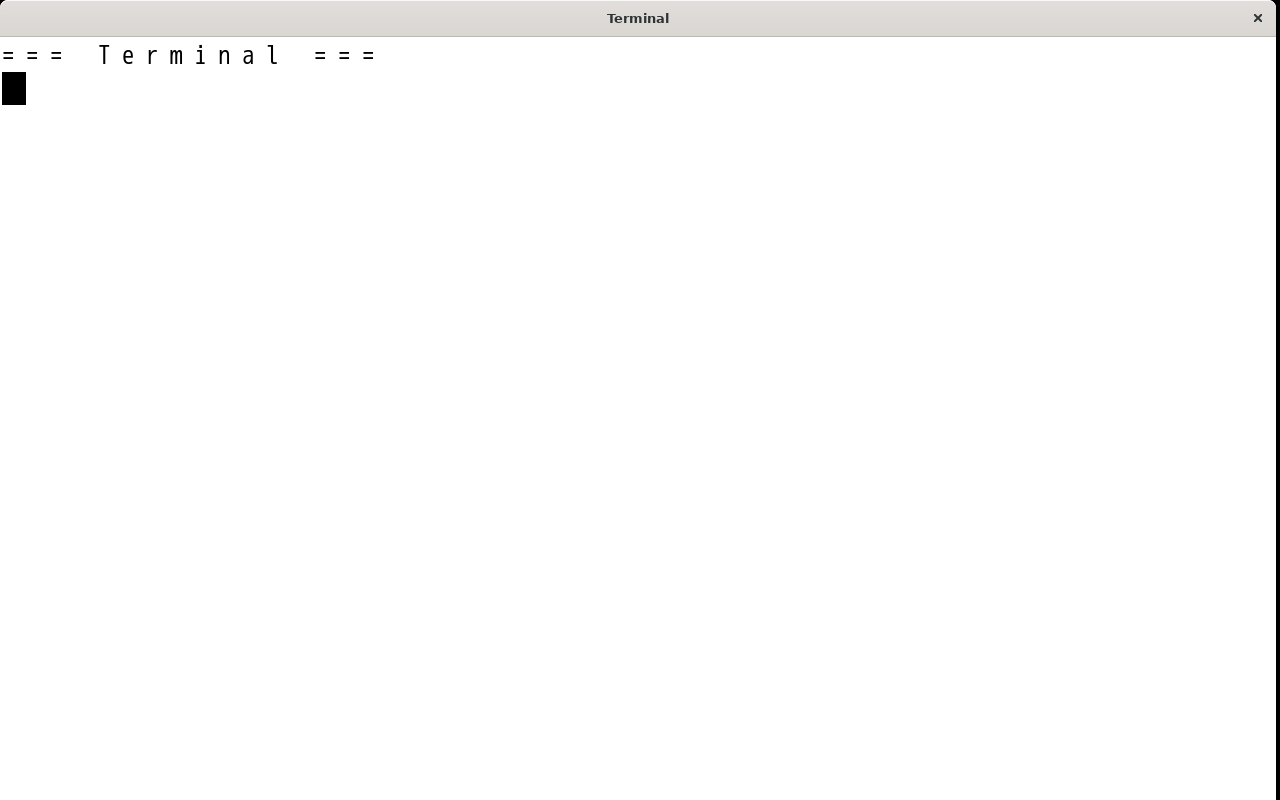 Terminal
=== Terminal ===